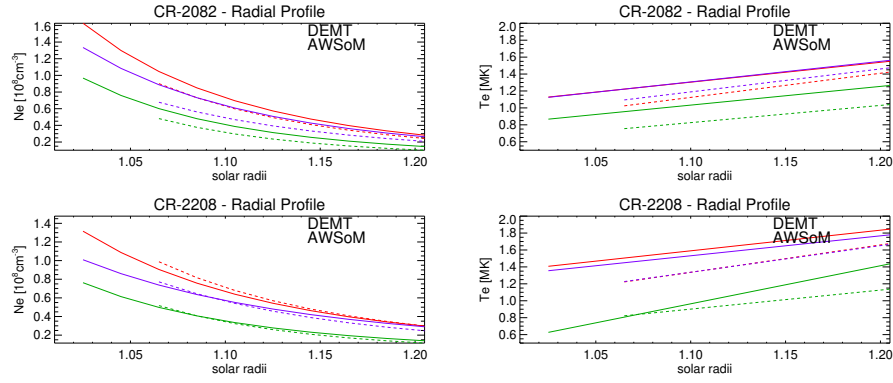 CR-2082 - Radial Profile
DEMT
AWSoM
Ne [10⁸cm⁻³]
1.6
1.4
1.2
1.0
0.8
0.6
0.4
0.2
1.05 1.10 1.15 1.20
solar radii
CR-2082 - Radial Profile
DEMT
AWSoM
Te [MK]
2.0
1.8
1.6
1.4
1.2
1.0
0.8
0.6
1.05 1.10 1.15 1.20
solar radii
CR-2208 - Radial Profile
DEMT
AWSoM
Ne [10⁸cm⁻³]
1.4
1.2
1.0
0.8
0.6
0.4
0.2
1.05 1.10 1.15 1.20
solar radii
CR-2208 - Radial Profile
DEMT
AWSoM
Te [MK]
2.0
1.8
1.6
1.4
1.2
1.0
0.8
0.6
1.05 1.10 1.15 1.20
solar radii